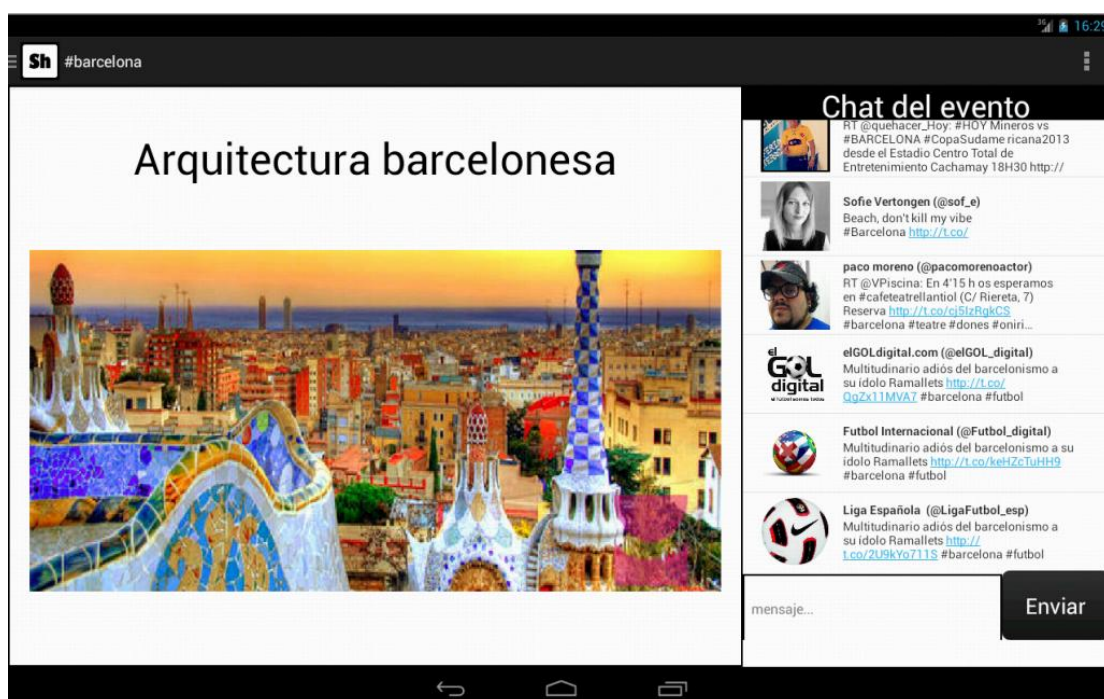 3G 16:29
Sh #barcelona
Arquitectura barcelonesa
Chat del evento
RT @quehacer_Hoy: #HOY Mineros vs
#BARCELONA #CopaSudame ricana2013
desde el Estadio Centro Total de
Entretenimiento Cachamay 18H30 http://
Sofie Vertongen (@sof_e)
Beach, don't kill my vibe
#Barcelona http://t.co/
paco moreno (@pacomorenoactor)
RT @VPiscina: En 4'15 h os esperamos
en #cafeteatrellantiol (C/ Riereta, 7)
Reserva http://t.co/cj5IzRgkCS
#barcelona #teatre #dones #oniri...
el
GOL
digital
elGOLdigital.com (@elGOL_digital)
Multitudinario adiós del barcelonismo a
su ídolo Ramallets http://t.co/
QgZx11MVA7 #barcelona #futbol
Futbol Internacional (@Futbol_digital)
Multitudinario adiós del barcelonismo a su
ídolo Ramallets http://t.co/keHZcTuHH9
#barcelona #futbol
Liga Española (@LigaFutbol_esp)
Multitudinario adiós del barcelonismo a
su ídolo Ramallets http://
t.co/2U9kYo711S #barcelona #futbol
mensaje...
Enviar